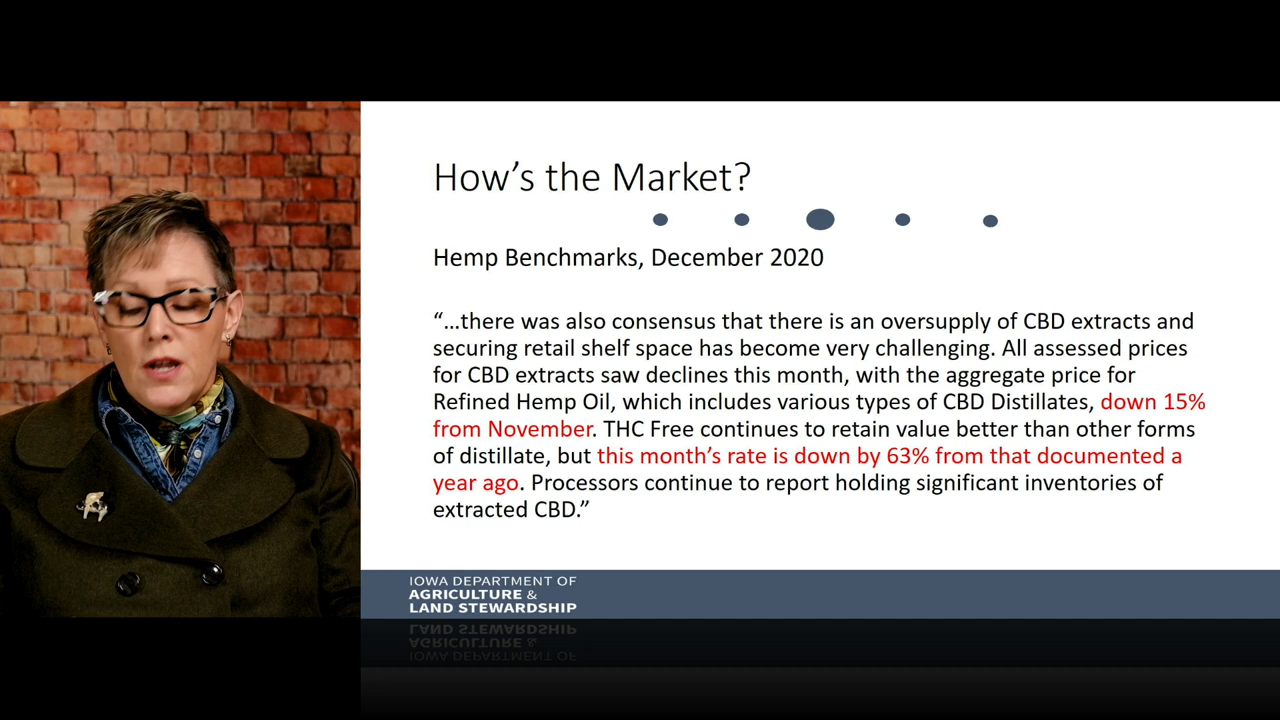 How’s the Market?
Hemp Benchmarks, December 2020
“…there was also consensus that there is an oversupply of CBD extracts and
securing retail shelf space has become very challenging. All assessed prices
for CBD extracts saw declines this month, with the aggregate price for
Refined Hemp Oil, which includes various types of CBD Distillates, down 15%
from November. THC Free continues to retain value better than other forms
of distillate, but this month’s rate is down by 63% from that documented a
year ago. Processors continue to report holding significant inventories of
extracted CBD.”
IOWA DEPARTMENT OF
AGRICULTURE &
LAND STEWARDSHIP